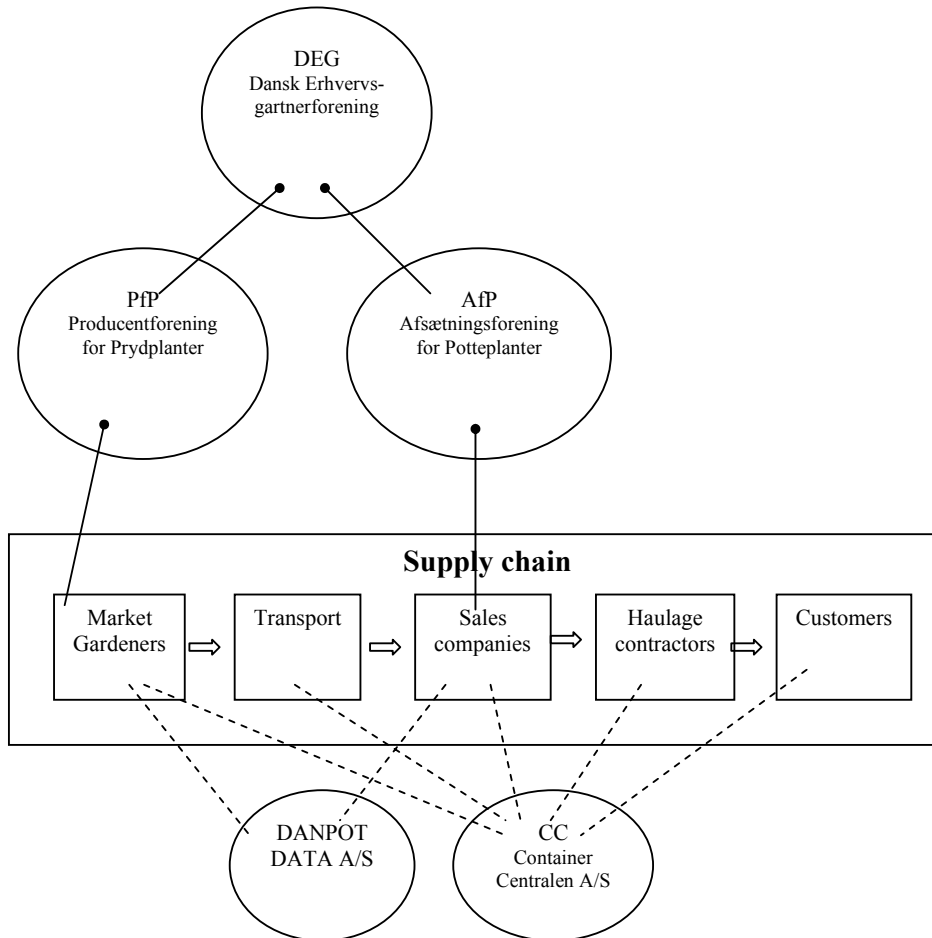 DEG
Dansk Erhvervs-
gartnerforening
PfP
Producentforening
for Prydplanter
AfP
Afsætningsforening
for Potteplanter
Supply chain
Market
Gardeners
Transport
Sales
companies
Haulage
contractors
Customers
DANPOT
DATA A/S
CC
Container
Centralen A/S